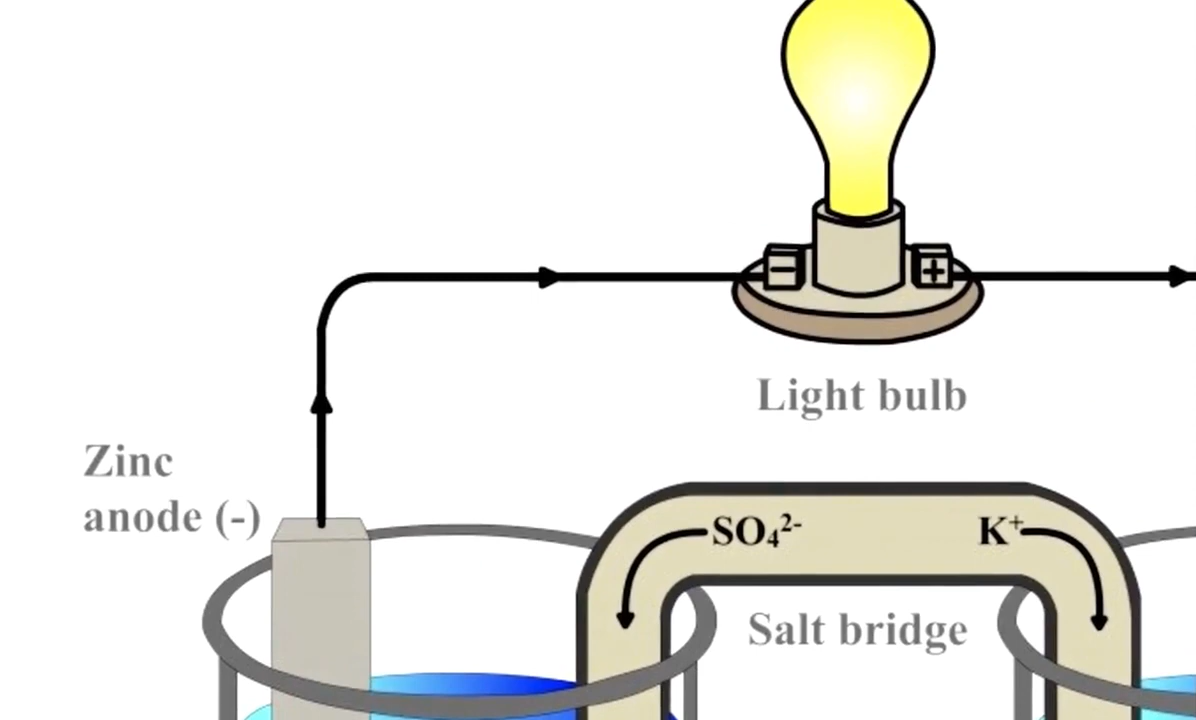 −
+
Light bulb
Zinc
anode (-)
SO₄²⁻
K⁺
Salt bridge